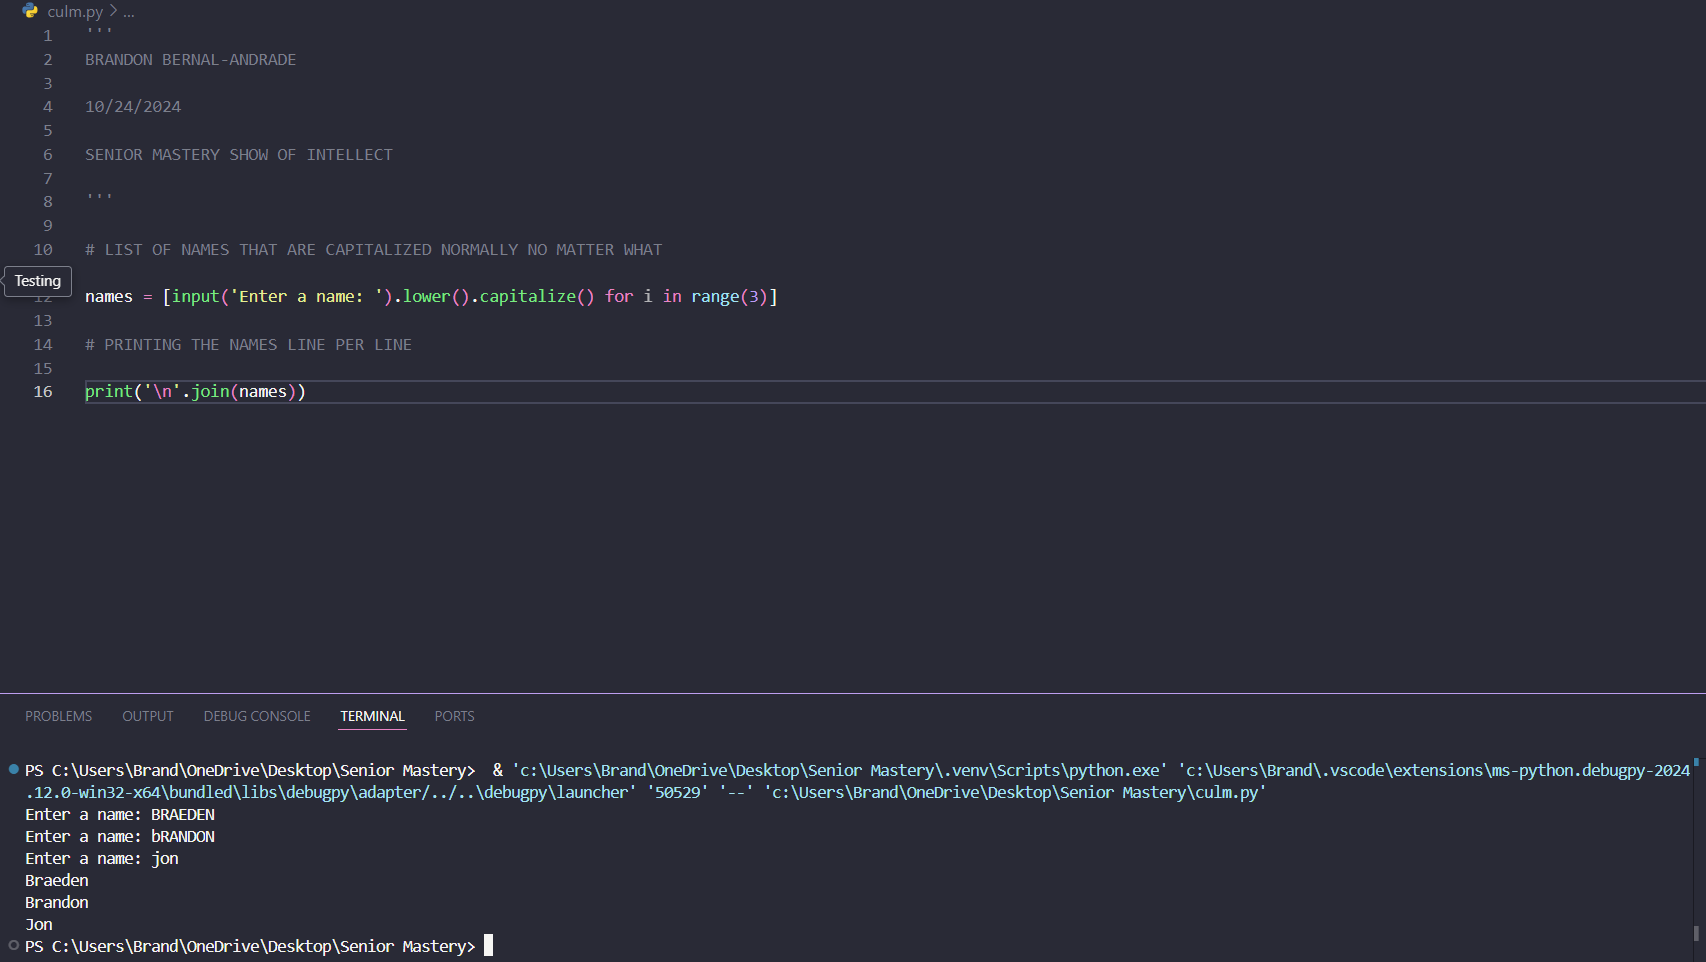 culm.py > ...
1 '''
2 BRANDON BERNAL-ANDRADE
3
4 10/24/2024
5
6 SENIOR MASTERY SHOW OF INTELLECT
7
8 '''
9
10 # LIST OF NAMES THAT ARE CAPITALIZED NORMALLY NO MATTER WHAT
Testing
12 names = [input('Enter a name: ').lower().capitalize() for i in range(3)]
13
14 # PRINTING THE NAMES LINE PER LINE
15
16 print('\n'.join(names))
PROBLEMS OUTPUT DEBUG CONSOLE TERMINAL PORTS
PS C:\Users\Brand\OneDrive\Desktop\Senior Mastery>  & 'c:\Users\Brand\OneDrive\Desktop\Senior Mastery\.venv\Scripts\python.exe' 'c:\Users\Brand\.vscode\extensions\ms-python.debugpy-2024
.12.0-win32-x64\bundled\libs\debugpy\adapter/../..\debugpy\launcher' '50529' '--' 'c:\Users\Brand\OneDrive\Desktop\Senior Mastery\culm.py'
Enter a name: BRAEDEN
Enter a name: bRANDON
Enter a name: jon
Braeden
Brandon
Jon
PS C:\Users\Brand\OneDrive\Desktop\Senior Mastery>